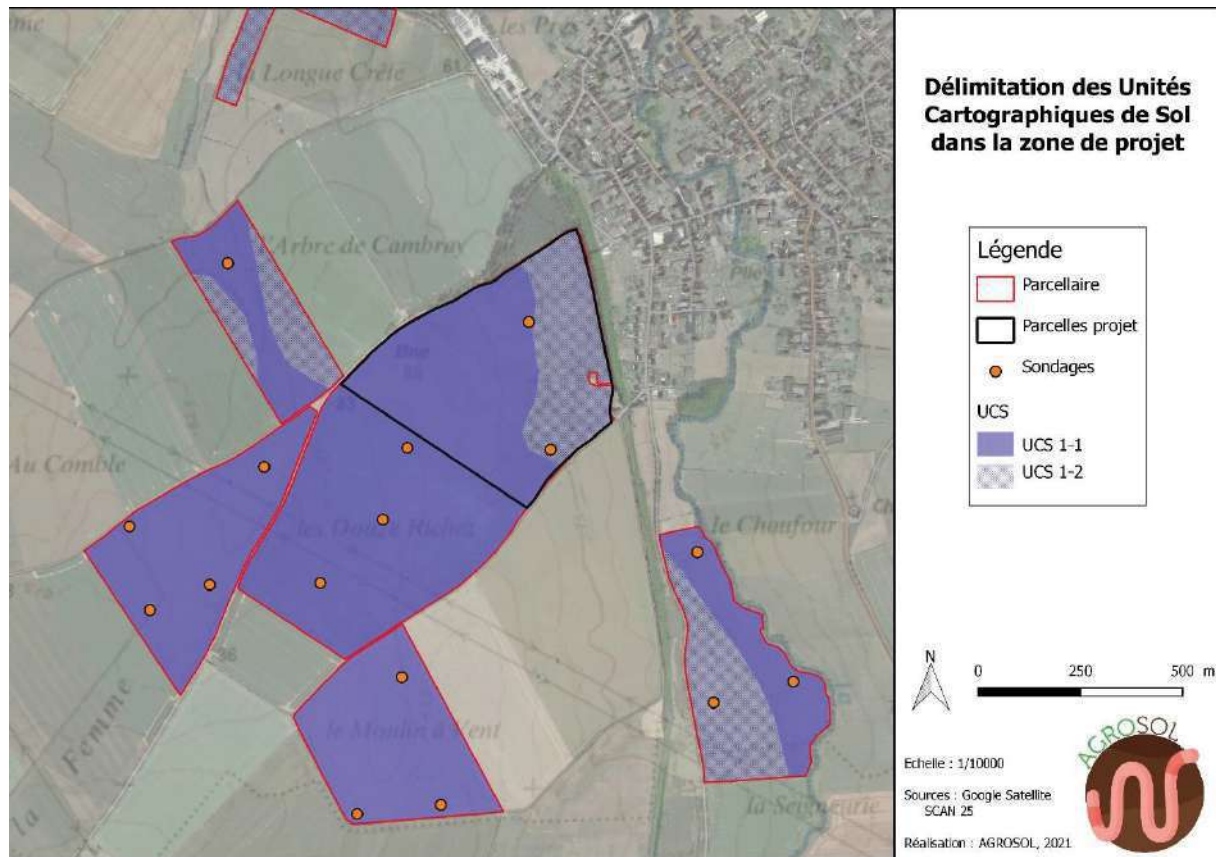 les Prés
la Longue Crête
61
l'Arbre de Cambray
Au Comble
les Douze Riches
le Choufour
36
le Moulin à Vent
Femme
la
la Seigneurie
Délimitation des Unités
Cartographiques de Sol
dans la zone de projet
Légende
Parcellaire
Parcelles projet
Sondages
UCS
UCS 1-1
UCS 1-2
N
0 250 500 m
AGROSOL
Echelle : 1/10000
Sources : Google Satellite
SCAN 25
Réalisation : AGROSOL, 2021